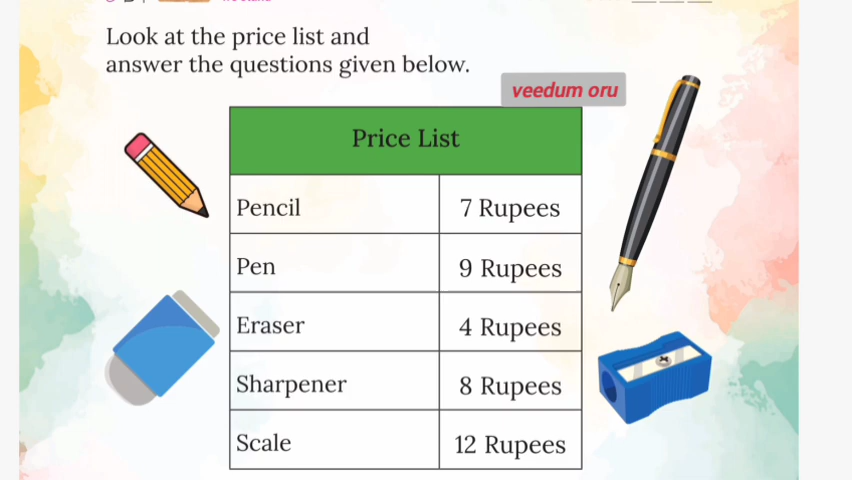 Look at the price list and
answer the questions given below.
veedum oru
Price List
Pencil 7 Rupees
Pen 9 Rupees
Eraser 4 Rupees
Sharpener 8 Rupees
Scale 12 Rupees